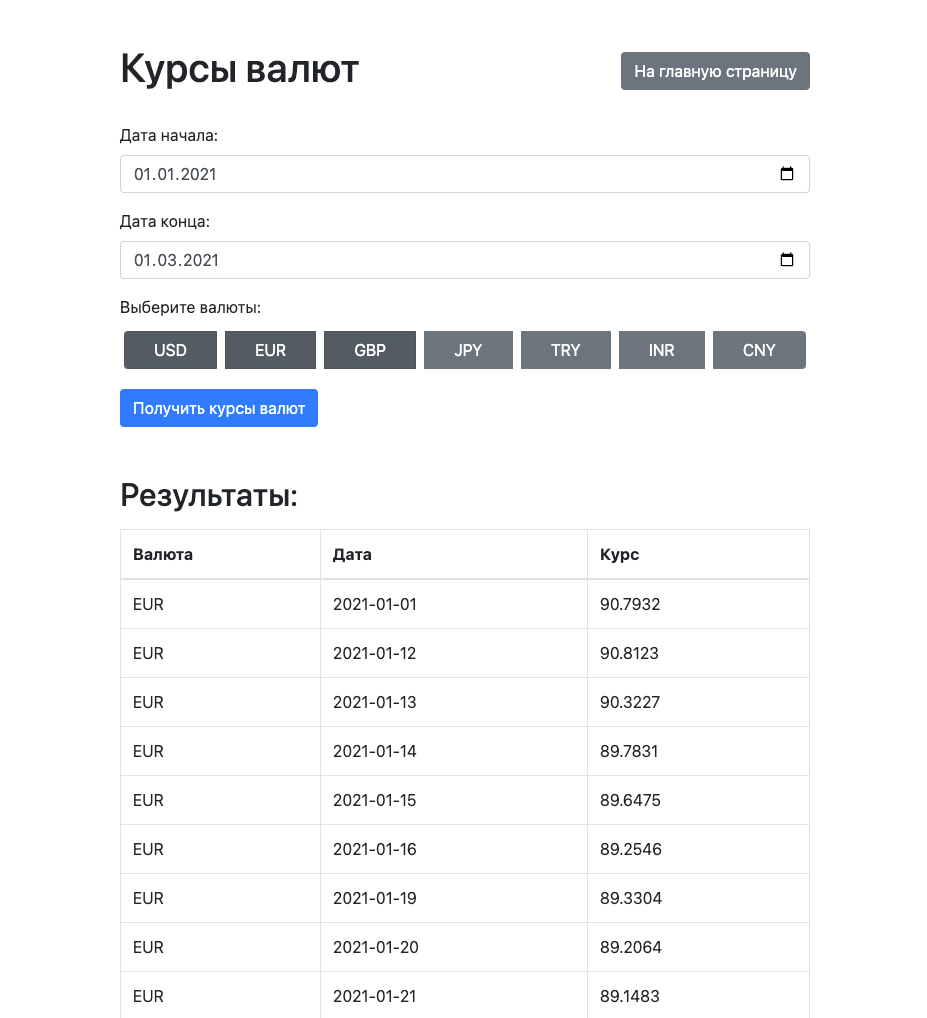 Курсы валют
На главную страницу
Дата начала:
01.01.2021
Дата конца:
01.03.2021
Выберите валюты:
USD EUR GBP JPY TRY INR CNY
Получить курсы валют
Результаты:
Валюта Дата Курс
EUR 2021-01-01 90.7932
EUR 2021-01-12 90.8123
EUR 2021-01-13 90.3227
EUR 2021-01-14 89.7831
EUR 2021-01-15 89.6475
EUR 2021-01-16 89.2546
EUR 2021-01-19 89.3304
EUR 2021-01-20 89.2064
EUR 2021-01-21 89.1483